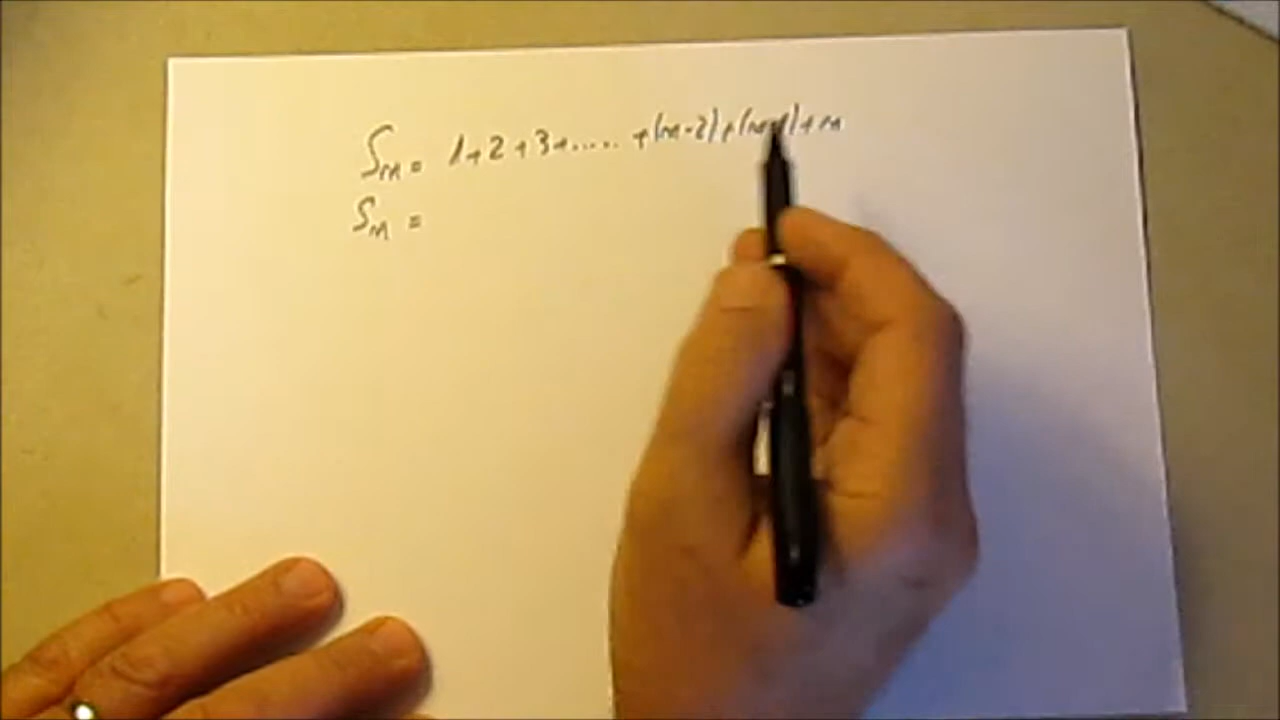 Sn = 1+2+3+..... +(n-2)+(n-1)+n
Sn =